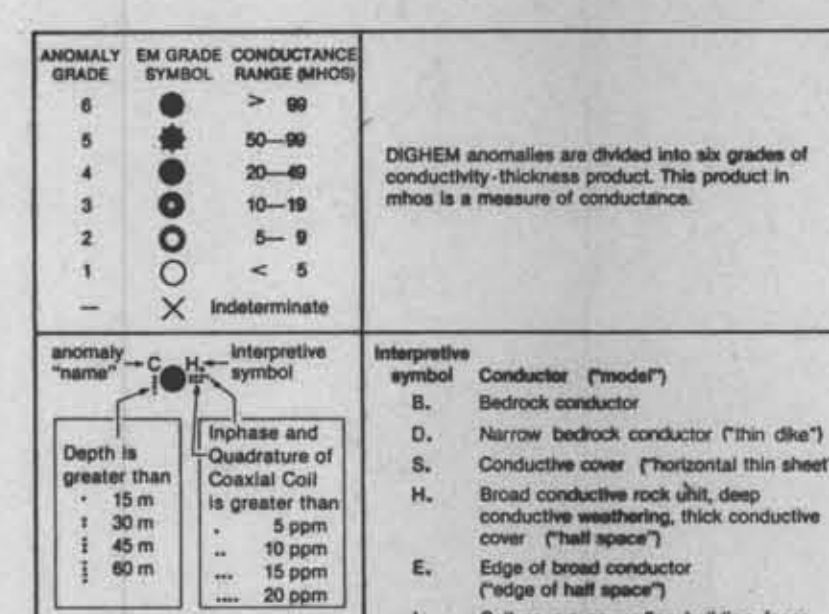 ANOMALY GRADE EM GRADE SYMBOL CONDUCTANCE RANGE (MHOS)
6 > 99
5 50—99
4 20—49
3 10—19
2 5— 9
1 < 5
— Indeterminate
DIGHEM anomalies are divided into six grades of
conductivity-thickness product. This product in
mhos is a measure of conductance.
anomaly "name" C H. Interpretive symbol
Depth is
greater than
15 m
30 m
45 m
60 m
Inphase and
Quadrature of
Coaxial Coil
is greater than
. 5 ppm
.. 10 ppm
... 15 ppm
.... 20 ppm
Interpretive
symbol Conductor ("model")
B. Bedrock conductor
D. Narrow bedrock conductor ("thin dike")
S. Conductive cover ("horizontal thin sheet"
H. Broad conductive rock unit, deep
conductive weathering, thick conductive
cover ("half space")
E. Edge of broad conductor
("edge of half space")